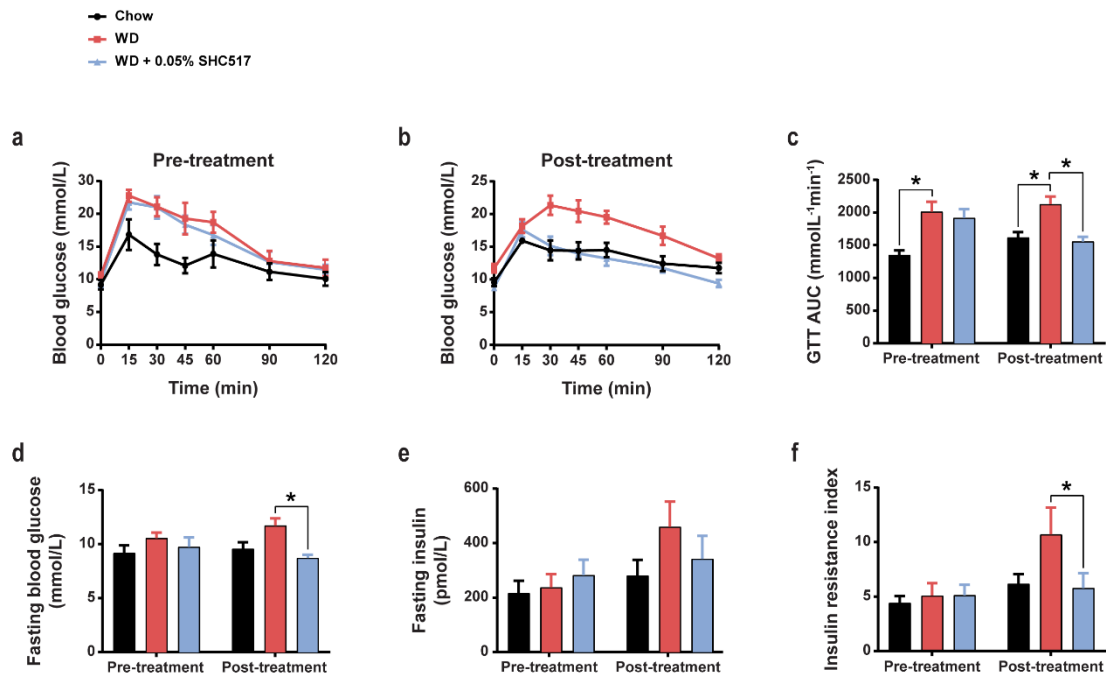 Chow
WD
WD + 0.05% SHC517
a
Pre-treatment
Blood glucose (mmol/L)
30
25
20
15
10
5
0
0 15 30 45 60 90 120
Time (min)
b
Post-treatment
Blood glucose (mmol/L)
30
25
20
15
10
5
0
0 15 30 45 60 90 120
Time (min)
c
GTT AUC (mmolL⁻¹min⁻¹)
2500
2000
1500
1000
500
0
*
* *
Pre-treatment Post-treatment
d
Fasting blood glucose
(mmol/L)
15
10
5
0
*
Pre-treatment Post-treatment
e
Fasting insulin
(pmol/L)
600
400
200
0
Pre-treatment Post-treatment
f
Insulin resistance index
15
10
5
0
*
Pre-treatment Post-treatment